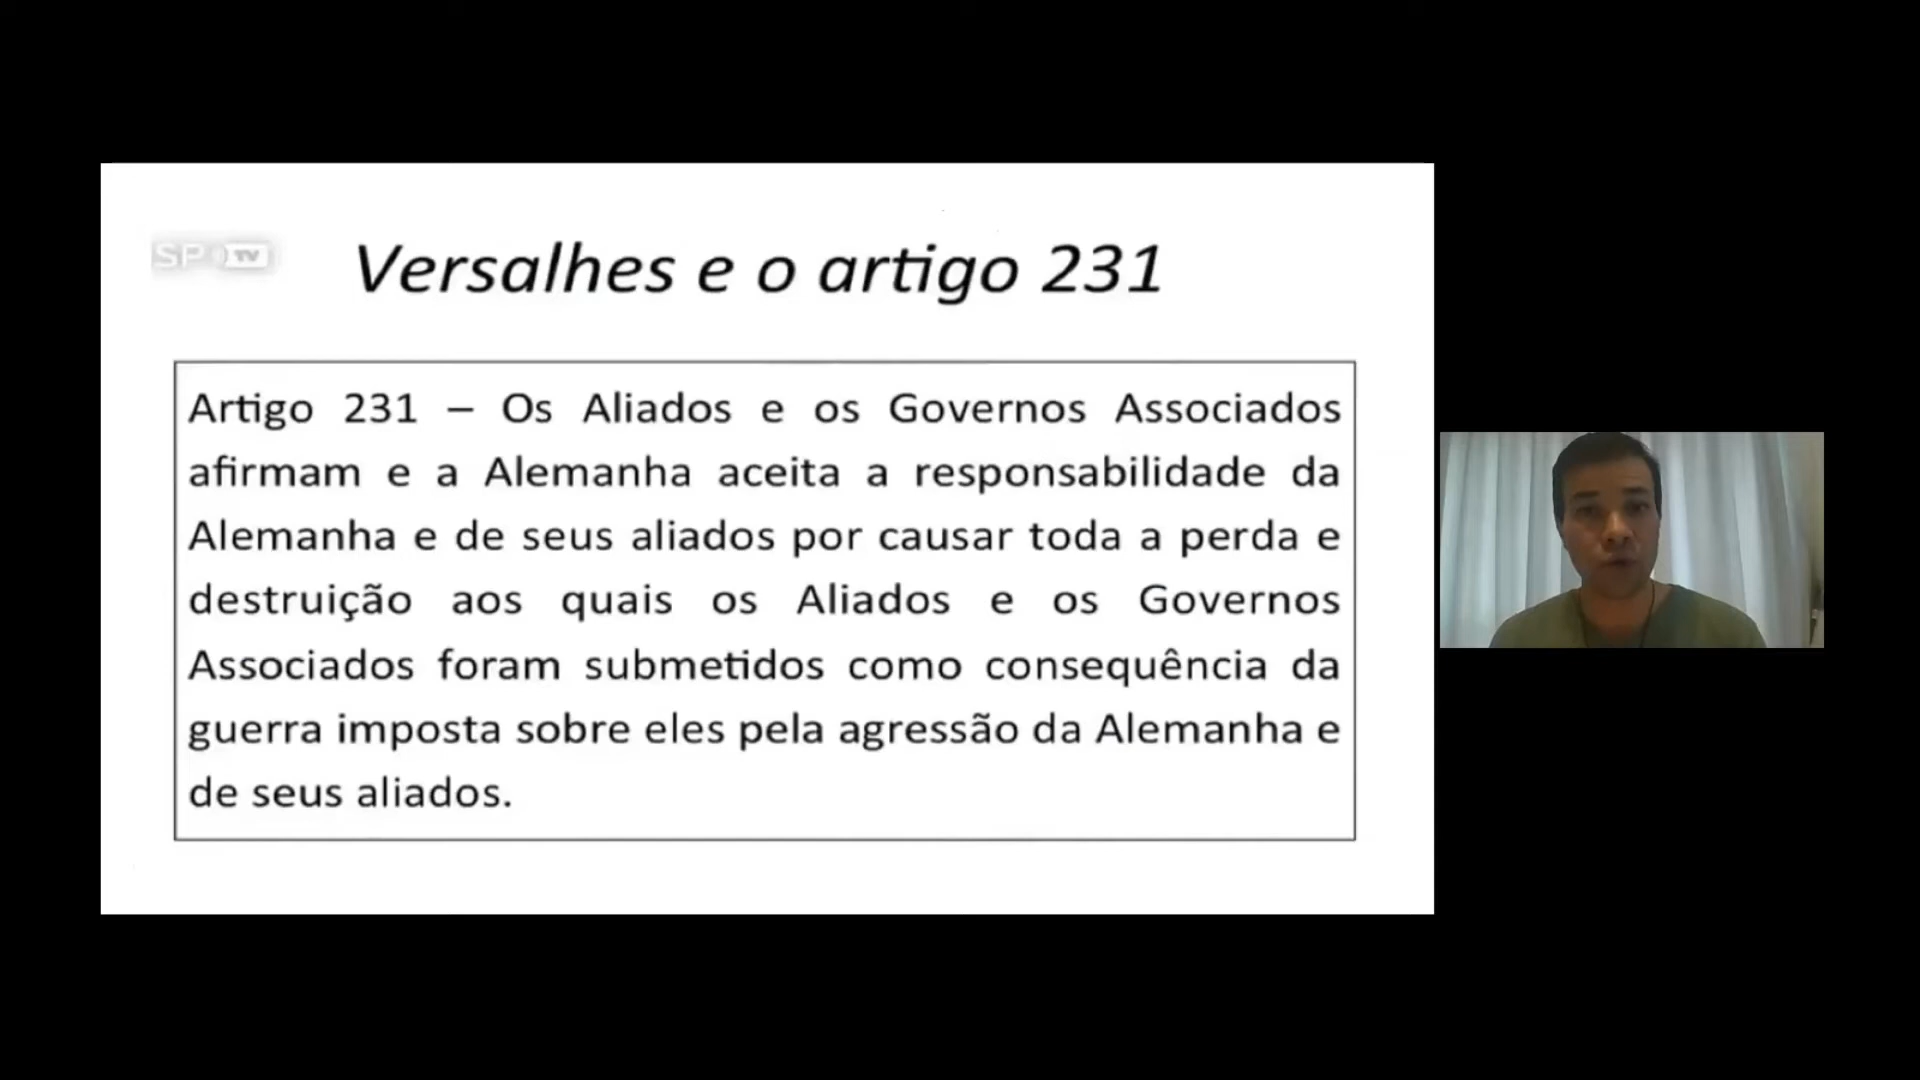 SP TV
Versalhes e o artigo 231
Artigo 231 – Os Aliados e os Governos Associados
afirmam e a Alemanha aceita a responsabilidade da
Alemanha e de seus aliados por causar toda a perda e
destruição aos quais os Aliados e os Governos
Associados foram submetidos como consequência da
guerra imposta sobre eles pela agressão da Alemanha e
de seus aliados.